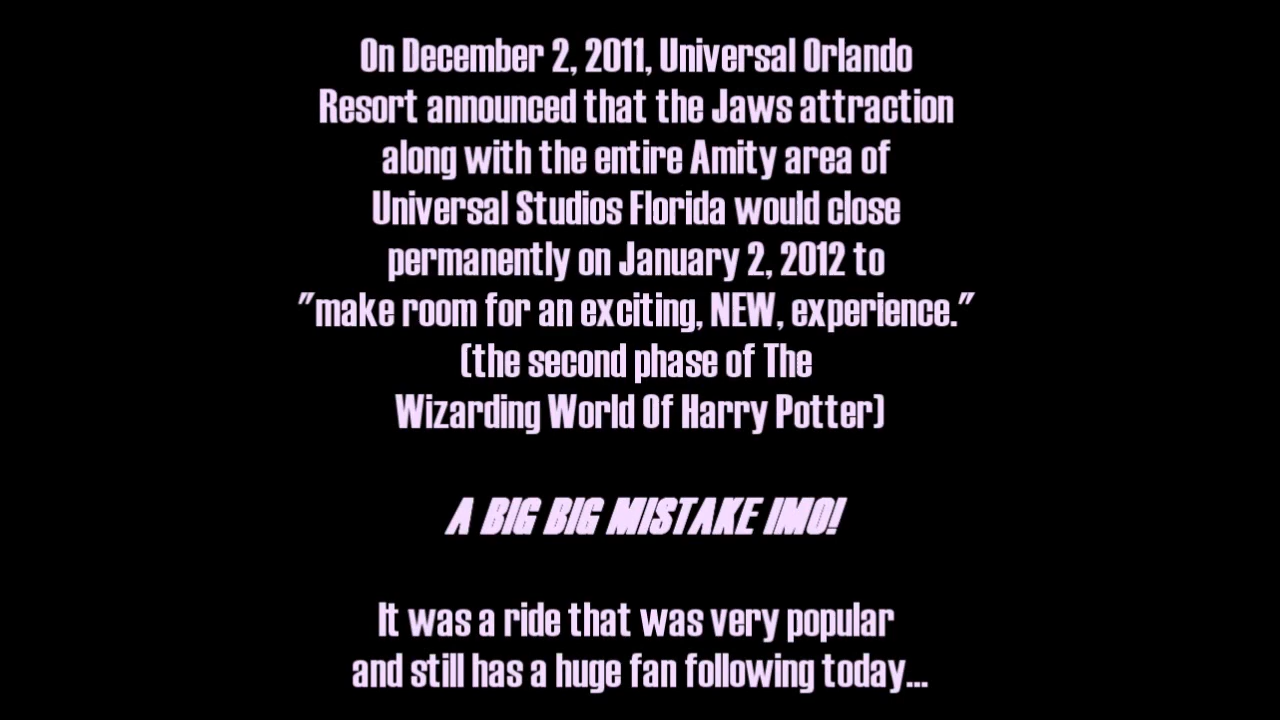 On December 2, 2011, Universal Orlando
Resort announced that the Jaws attraction
along with the entire Amity area of
Universal Studios Florida would close
permanently on January 2, 2012 to
"make room for an exciting, NEW, experience."
(the second phase of The
Wizarding World Of Harry Potter)
A BIG BIG MISTAKE IMO!
It was a ride that was very popular
and still has a huge fan following today...